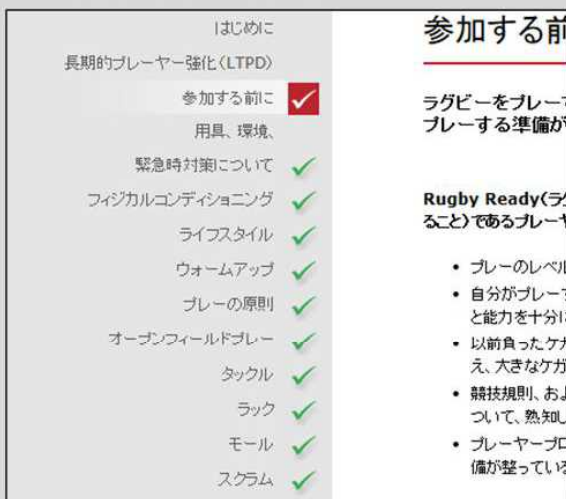 はじめに
長期的プレーヤー強化(LTPD)
参加する前に
用具、環境、
緊急時対策について
フィジカルコンディショニング
ライフスタイル
ウォームアップ
プレーの原則
オープンフィールドプレー
タックル
ラック
モール
スクラム
参加する前
ラグビーをプレーす
プレーする準備が
Rugby Ready(ラグ
ること)であるプレーヤ
• プレーのレベル
• 自分がプレーす
と能力を十分に
• 以前負ったケガ
え、大きなケガ
• 競技規則、およ
ついて、熟知し
• プレーヤープロ
備が整っている